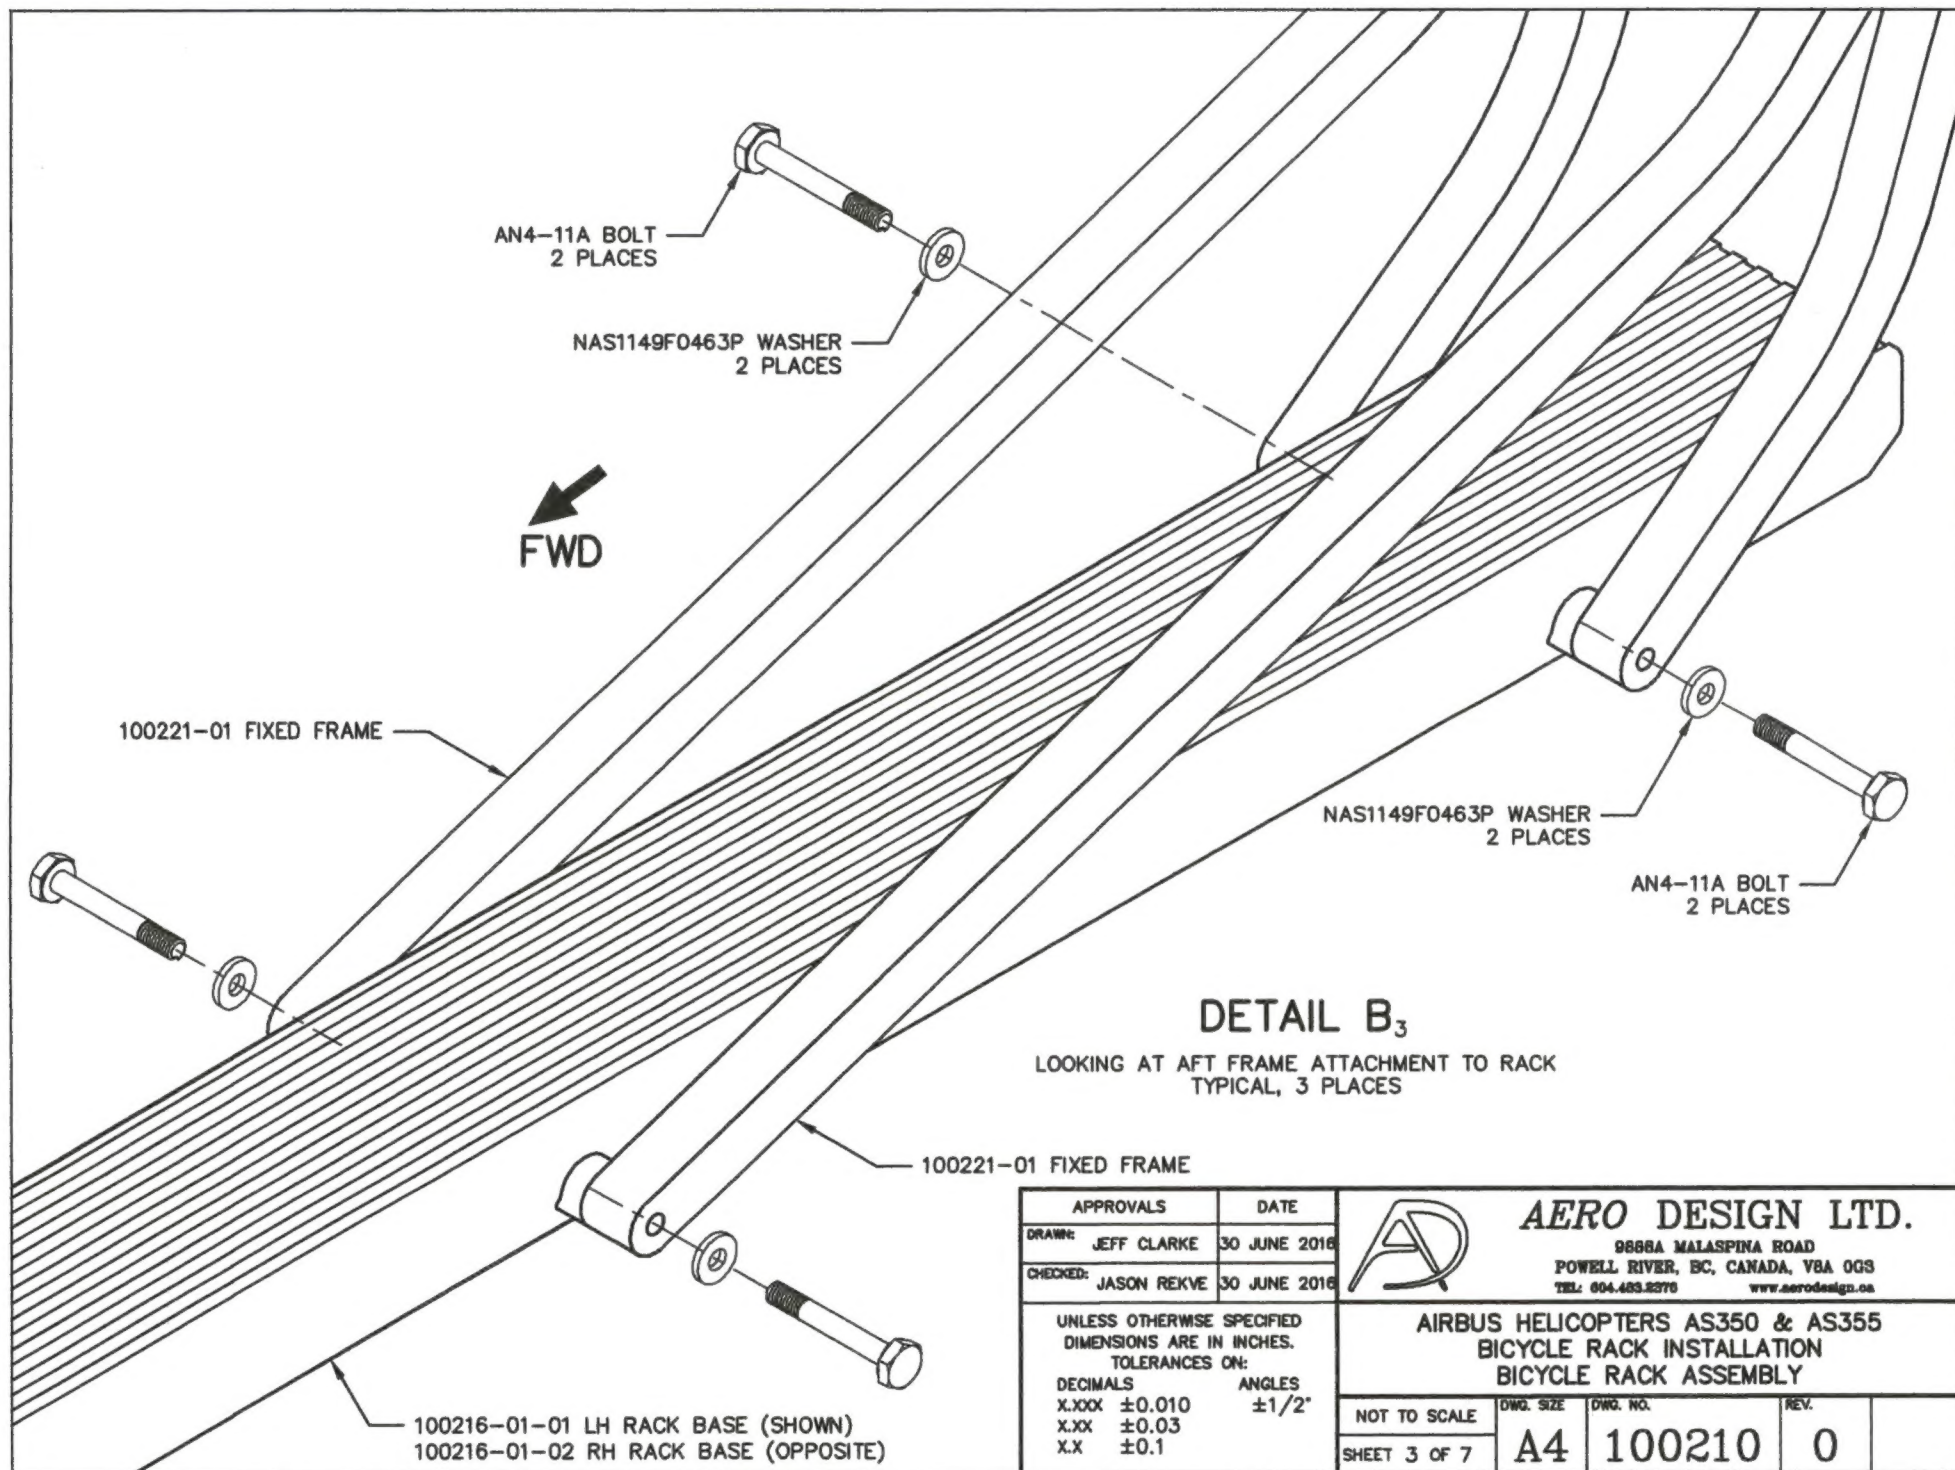 AN4-11A BOLT
2 PLACES
NAS1149F0463P WASHER
2 PLACES
FWD
100221-01 FIXED FRAME
NAS1149F0463P WASHER
2 PLACES
AN4-11A BOLT
2 PLACES
DETAIL B₃
LOOKING AT AFT FRAME ATTACHMENT TO RACK
TYPICAL, 3 PLACES
100221-01 FIXED FRAME
100216-01-01 LH RACK BASE (SHOWN)
100216-01-02 RH RACK BASE (OPPOSITE)
APPROVALS DATE
DRAWN: JEFF CLARKE 30 JUNE 2016
CHECKED: JASON REKVE 30 JUNE 2016
UNLESS OTHERWISE SPECIFIED
DIMENSIONS ARE IN INCHES.
TOLERANCES ON:
DECIMALS ANGLES
X.XXX ±0.010 ±1/2°
X.XX ±0.03
X.X ±0.1
AERO DESIGN LTD.
MALASPINA ROAD
POWELL RIVER, BC, CANADA, V8A 0G3
TEL: www.aerodesign.ca
AIRBUS HELICOPTERS AS350 & AS355
BICYCLE RACK INSTALLATION
BICYCLE RACK ASSEMBLY
NOT TO SCALE
SHEET 3 OF 7
DWG. SIZE
A4
DWG. NO.
100210
REV.
0